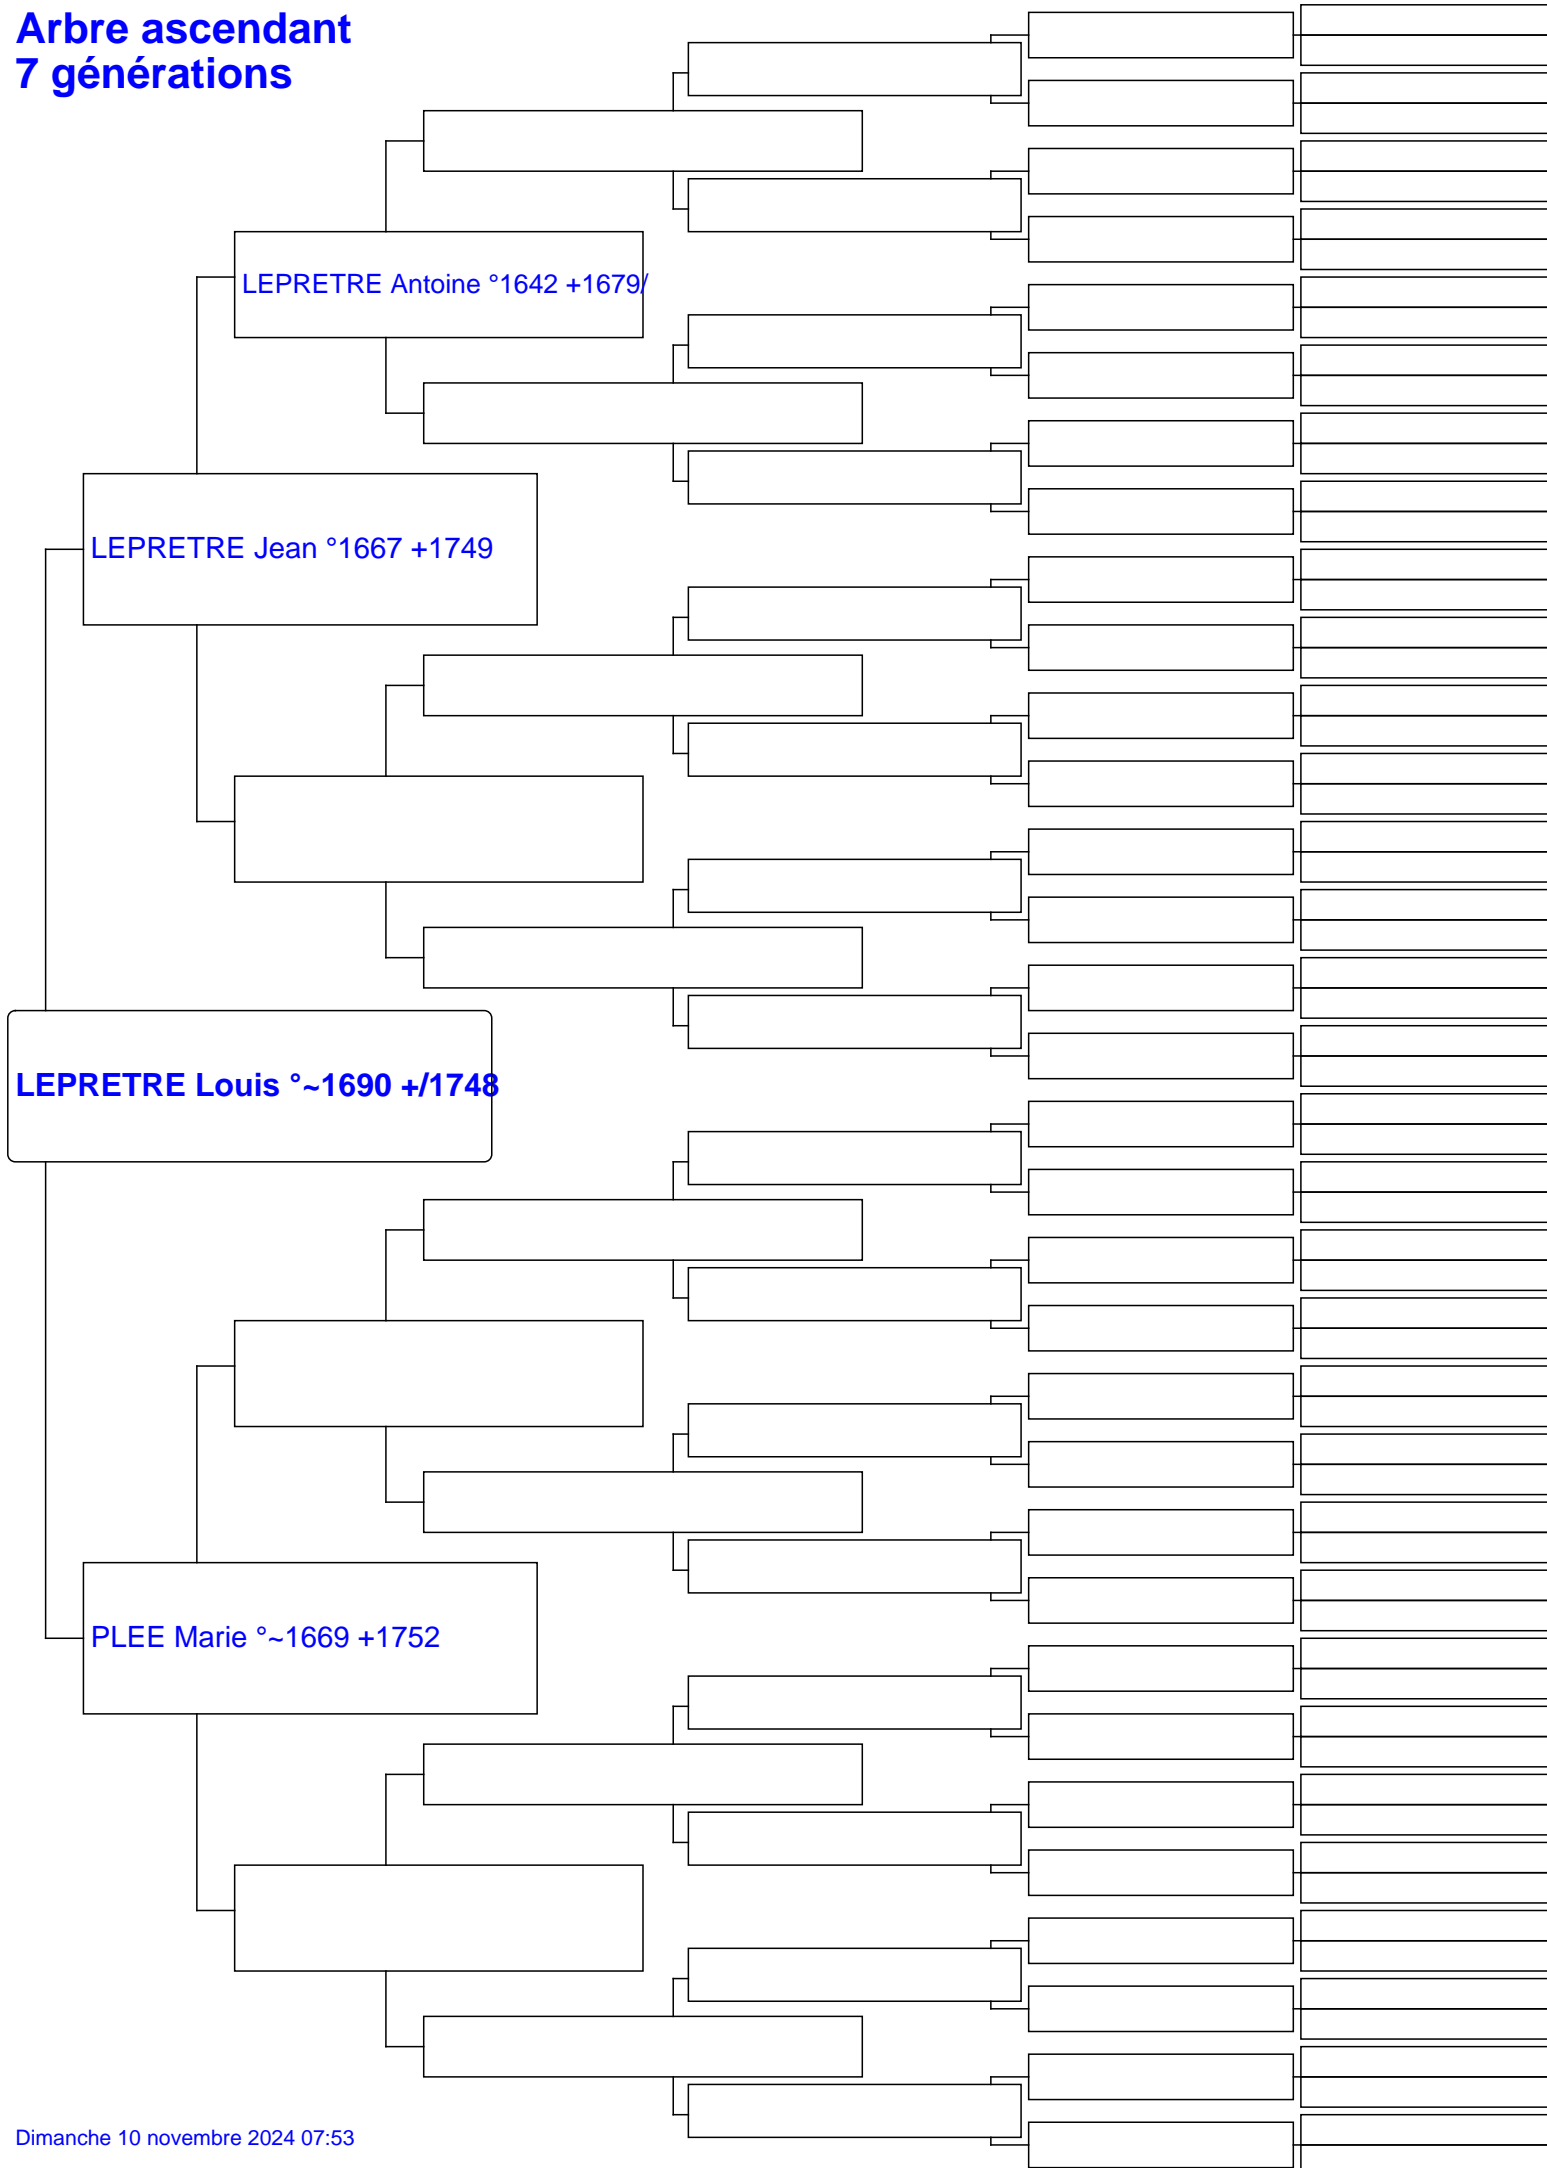 Arbre ascendant
7 générations
LEPRETRE Antoine °1642 +1679/
LEPRETRE Jean °1667 +1749
LEPRETRE Louis °~1690 +/1748
PLEE Marie °~1669 +1752
Dimanche 10 novembre 2024 07:53